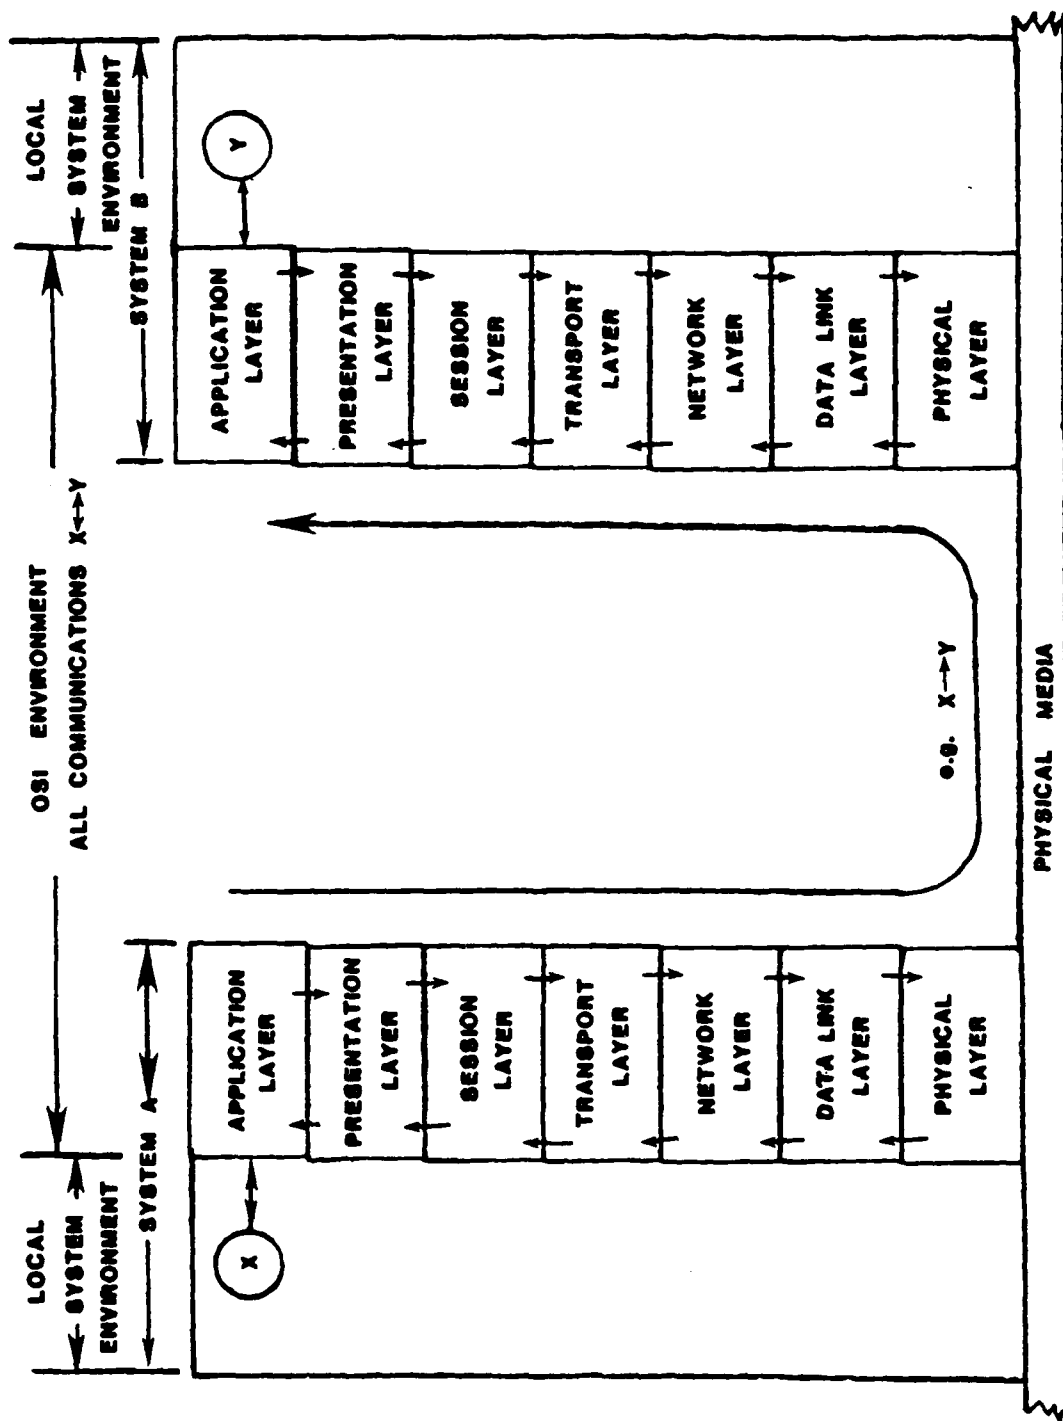 LOCAL
SYSTEM
ENVIRONMENT
OSI ENVIRONMENT
ALL COMMUNICATIONS X↔Y
LOCAL
SYSTEM
ENVIRONMENT
SYSTEM A
SYSTEM B
X
APPLICATION
LAYER
PRESENTATION
LAYER
SESSION
LAYER
TRANSPORT
LAYER
NETWORK
LAYER
DATA LINK
LAYER
PHYSICAL
LAYER
e.g. X→Y
Y
APPLICATION
LAYER
PRESENTATION
LAYER
SESSION
LAYER
TRANSPORT
LAYER
NETWORK
LAYER
DATA LINK
LAYER
PHYSICAL
LAYER
PHYSICAL MEDIA